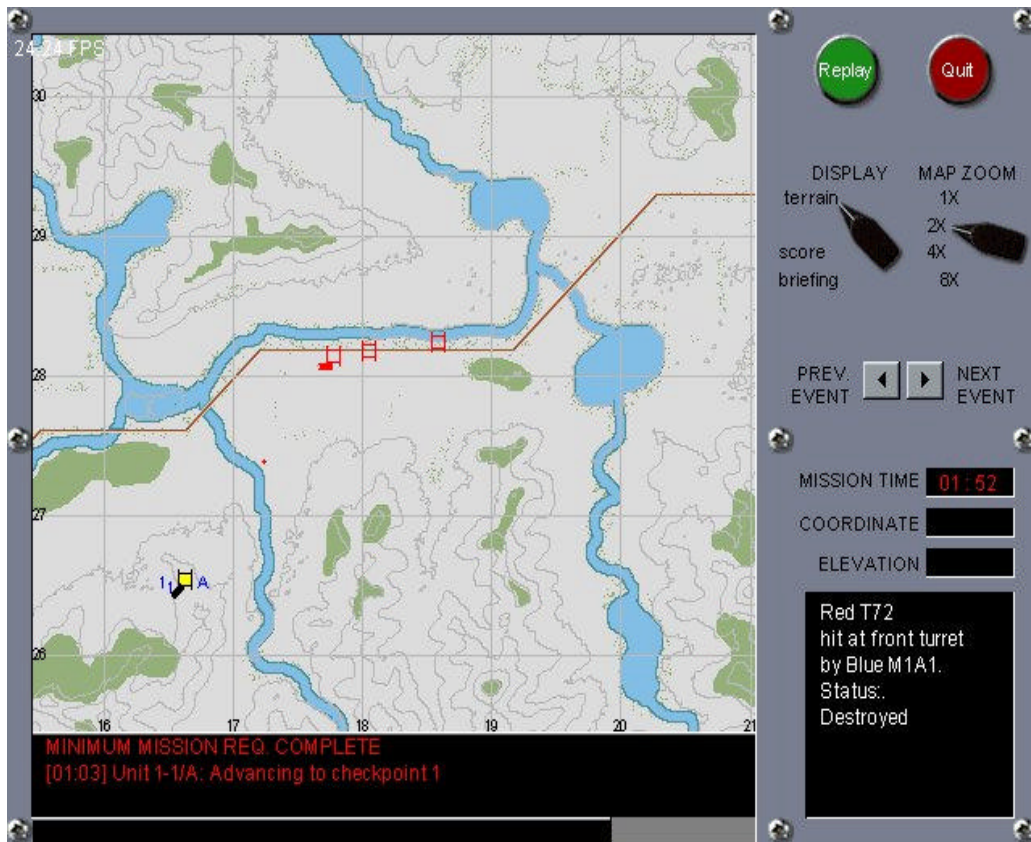 24-24 FPS
30
29
28
27
26
16 17 18 19 20 21
1 A
MINIMUM MISSION REQ. COMPLETE
[01:03] Unit 1-1/A: Advancing to checkpoint 1
Replay
Quit
DISPLAY
terrain
score
briefing
MAP ZOOM
1X
2X
4X
8X
PREV.
EVENT
NEXT
EVENT
MISSION TIME 01:52
COORDINATE
ELEVATION
Red T72
hit at front turret
by Blue M1A1.
Status:.
Destroyed